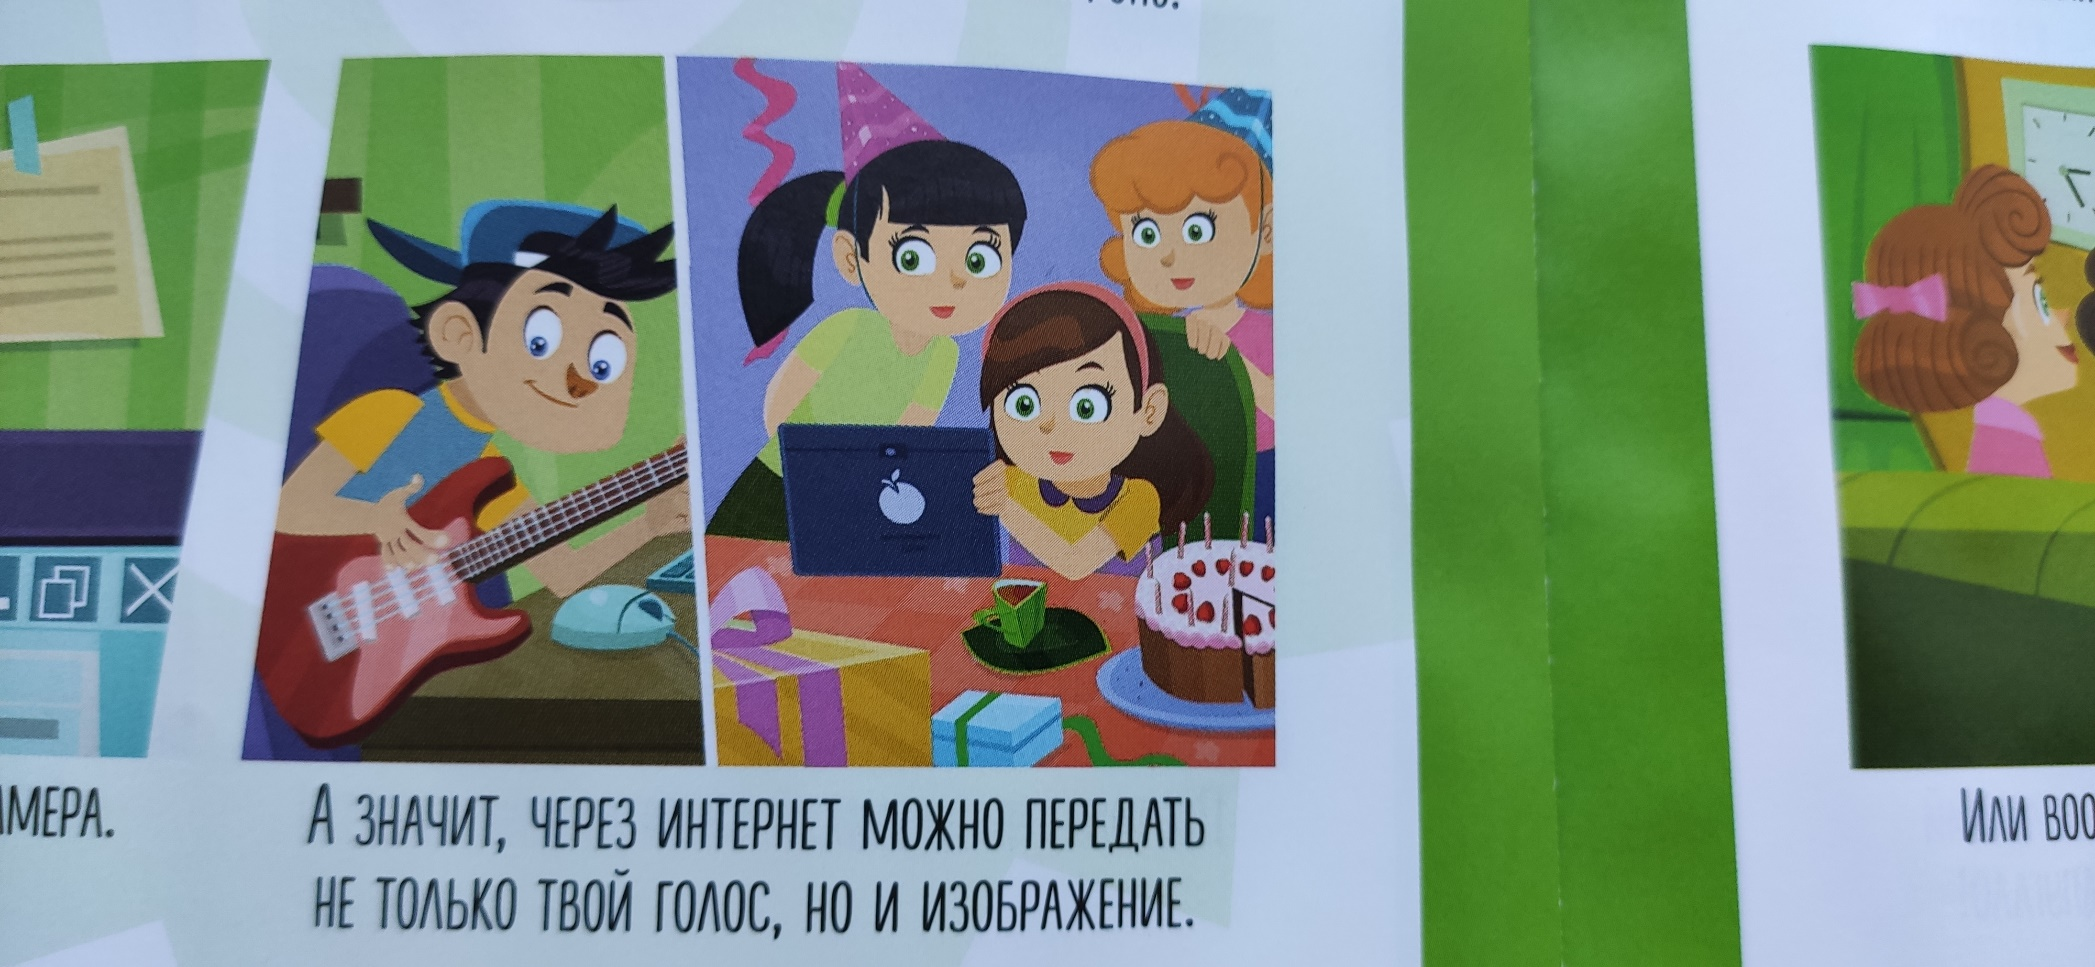 А ЗНАЧИТ, ЧЕРЕЗ ИНТЕРНЕТ МОЖНО ПЕРЕДАТЬ
НЕ ТОЛЬКО ТВОЙ ГОЛОС, НО И ИЗОБРАЖЕНИЕ.
ИЛИ